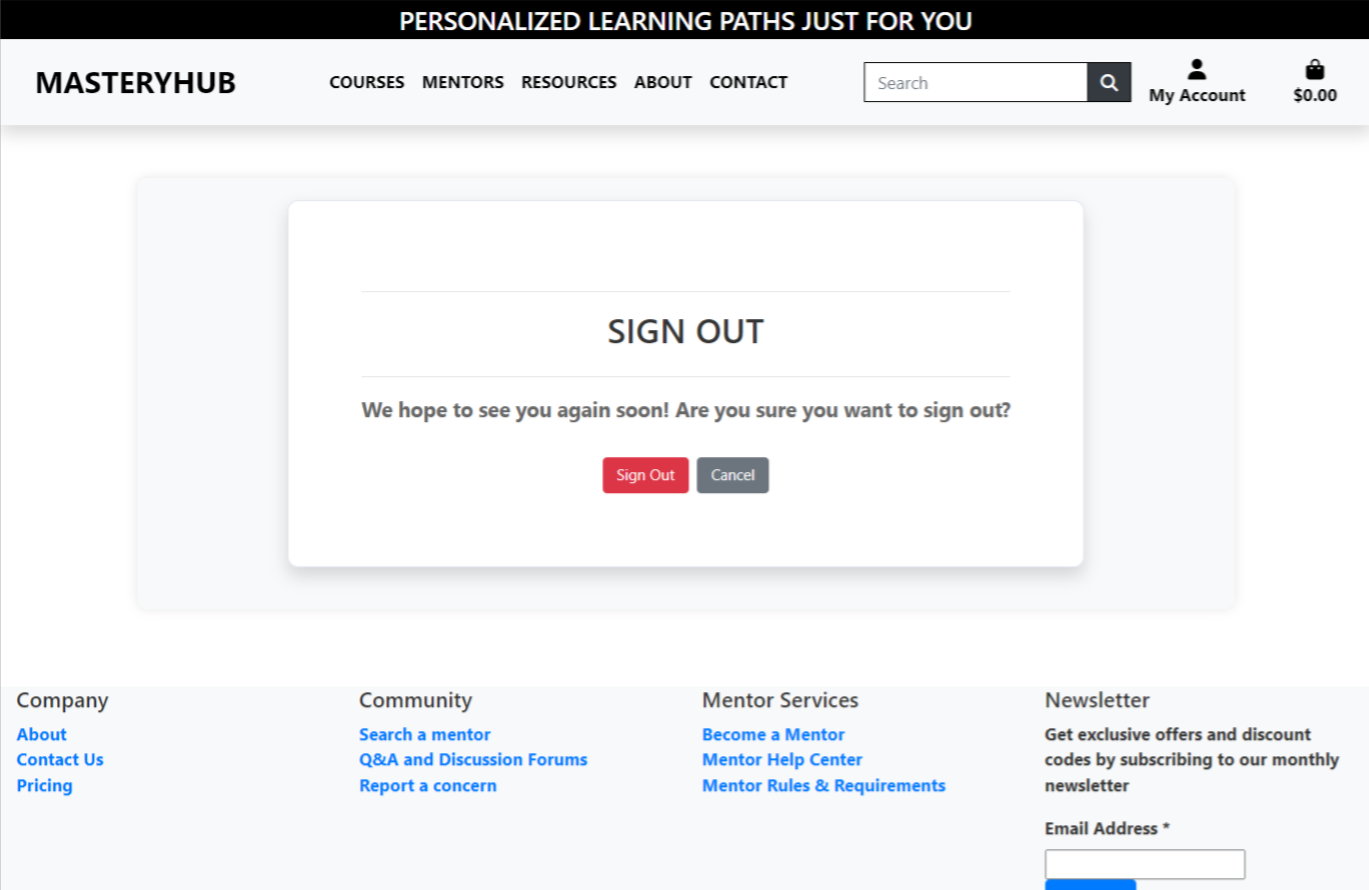 PERSONALIZED LEARNING PATHS JUST FOR YOU
MASTERYHUB
COURSES MENTORS RESOURCES ABOUT CONTACT
Search
My Account
$0.00
SIGN OUT
We hope to see you again soon! Are you sure you want to sign out?
Sign Out Cancel
Company
About
Contact Us
Pricing
Community
Search a mentor
Q&A and Discussion Forums
Report a concern
Mentor Services
Become a Mentor
Mentor Help Center
Mentor Rules & Requirements
Newsletter
Get exclusive offers and discount
codes by subscribing to our monthly
newsletter
Email Address *